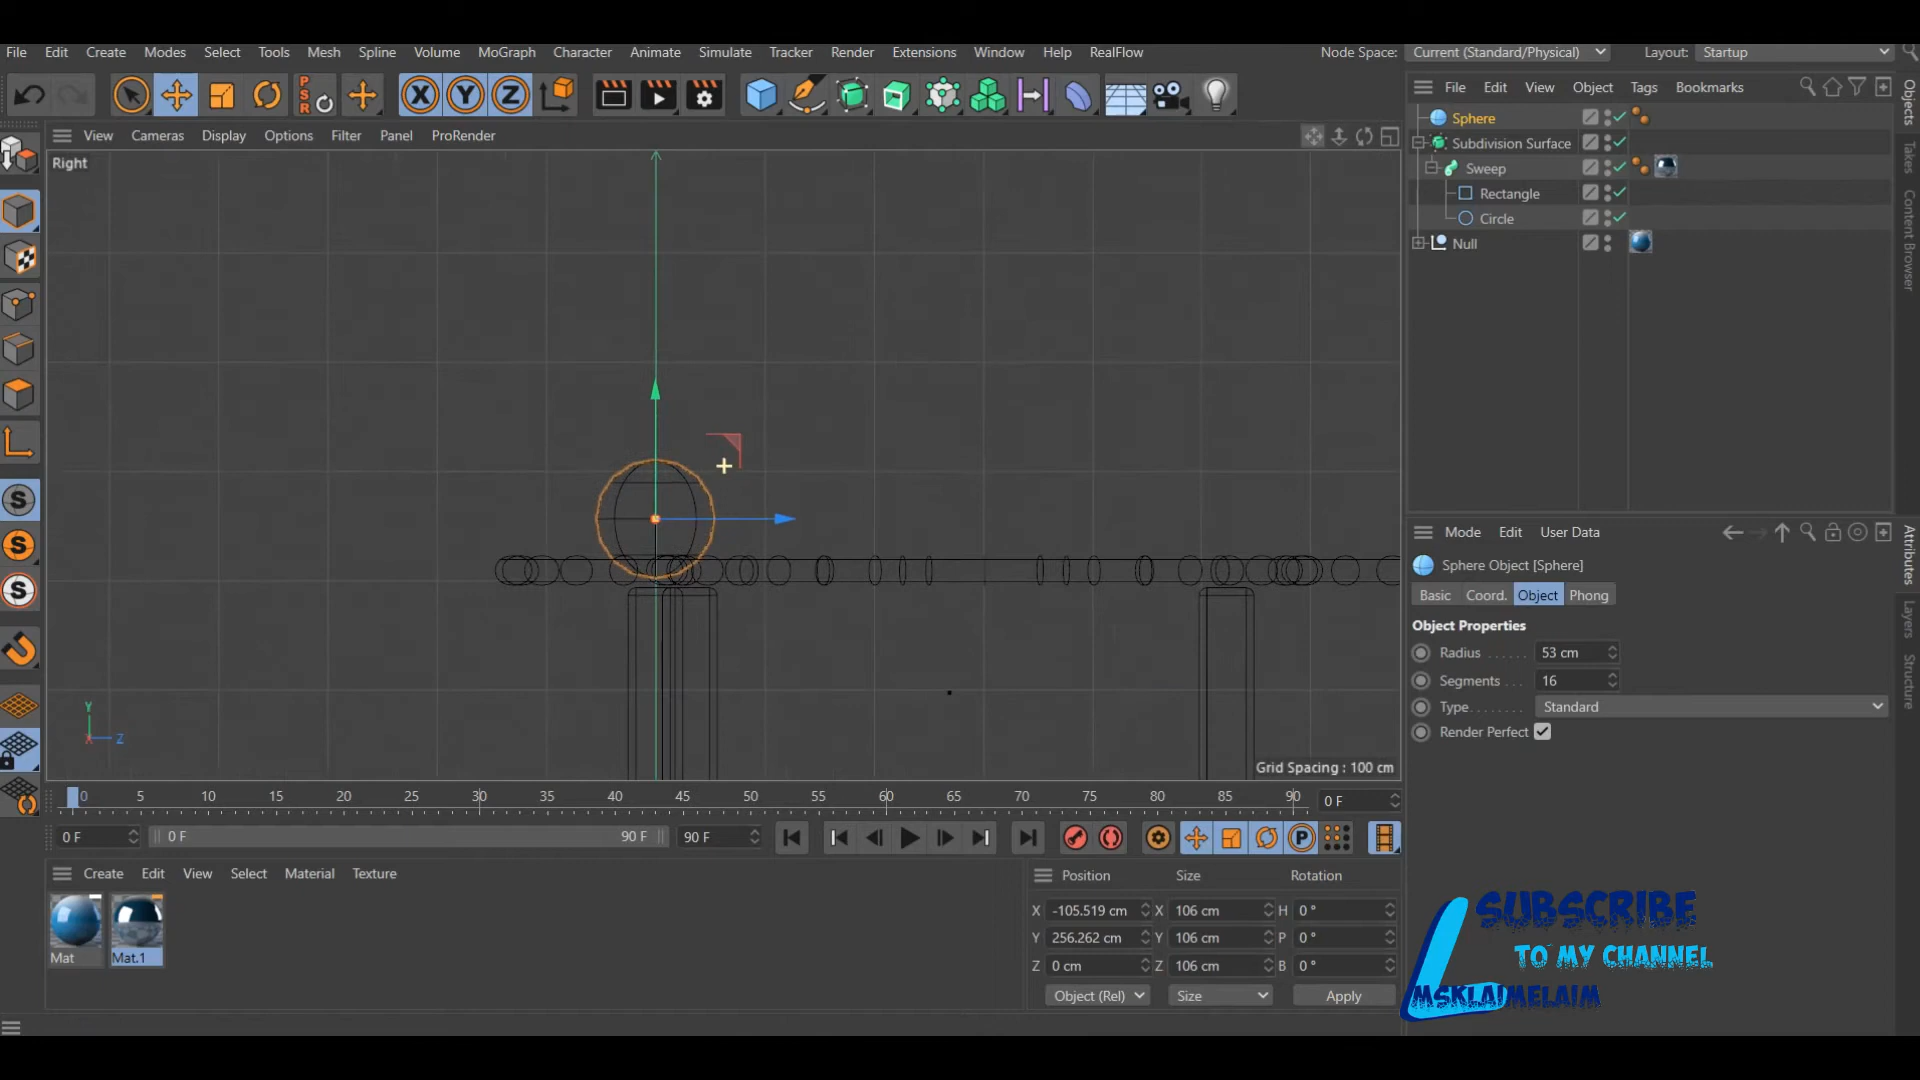 File Edit Create Modes Select Tools Mesh Spline Volume MoGraph Character Animate Simulate Tracker Render Extensions Window Help RealFlow Node Space: Current (Standard/Physical) Layout: Startup
X Y Z PSR
File Edit View Object Tags Bookmarks
View Cameras Display Options Filter Panel ProRender
Right
Sphere
Subdivision Surface
Sweep
Rectangle
Circle
Null
Objects
Takes
Content Browser
Mode Edit User Data
Sphere Object [Sphere]
Basic Coord. Object Phong
Object Properties
Radius ...... 53 cm
Segments ... 16
Type........ Standard
Render Perfect
Attributes
Layers
Structure
S
S
S
Y
X Z
Grid Spacing : 100 cm
0 5 10 15 20 25 30 35 40 45 50 55 60 65 70 75 80 85 90 0 F
0 F 0 F 90 F 90 F P
Create Edit View Select Material Texture
Mat Mat.1
Position Size Rotation
X -105.519 cm X 106 cm H 0 °
Y 256.262 cm Y 106 cm P 0 °
Z 0 cm Z 106 cm B 0 °
Object (Rel) Size Apply
SUBSCRIBE
TO MY CHANNEL
MSKLAIMELAIM